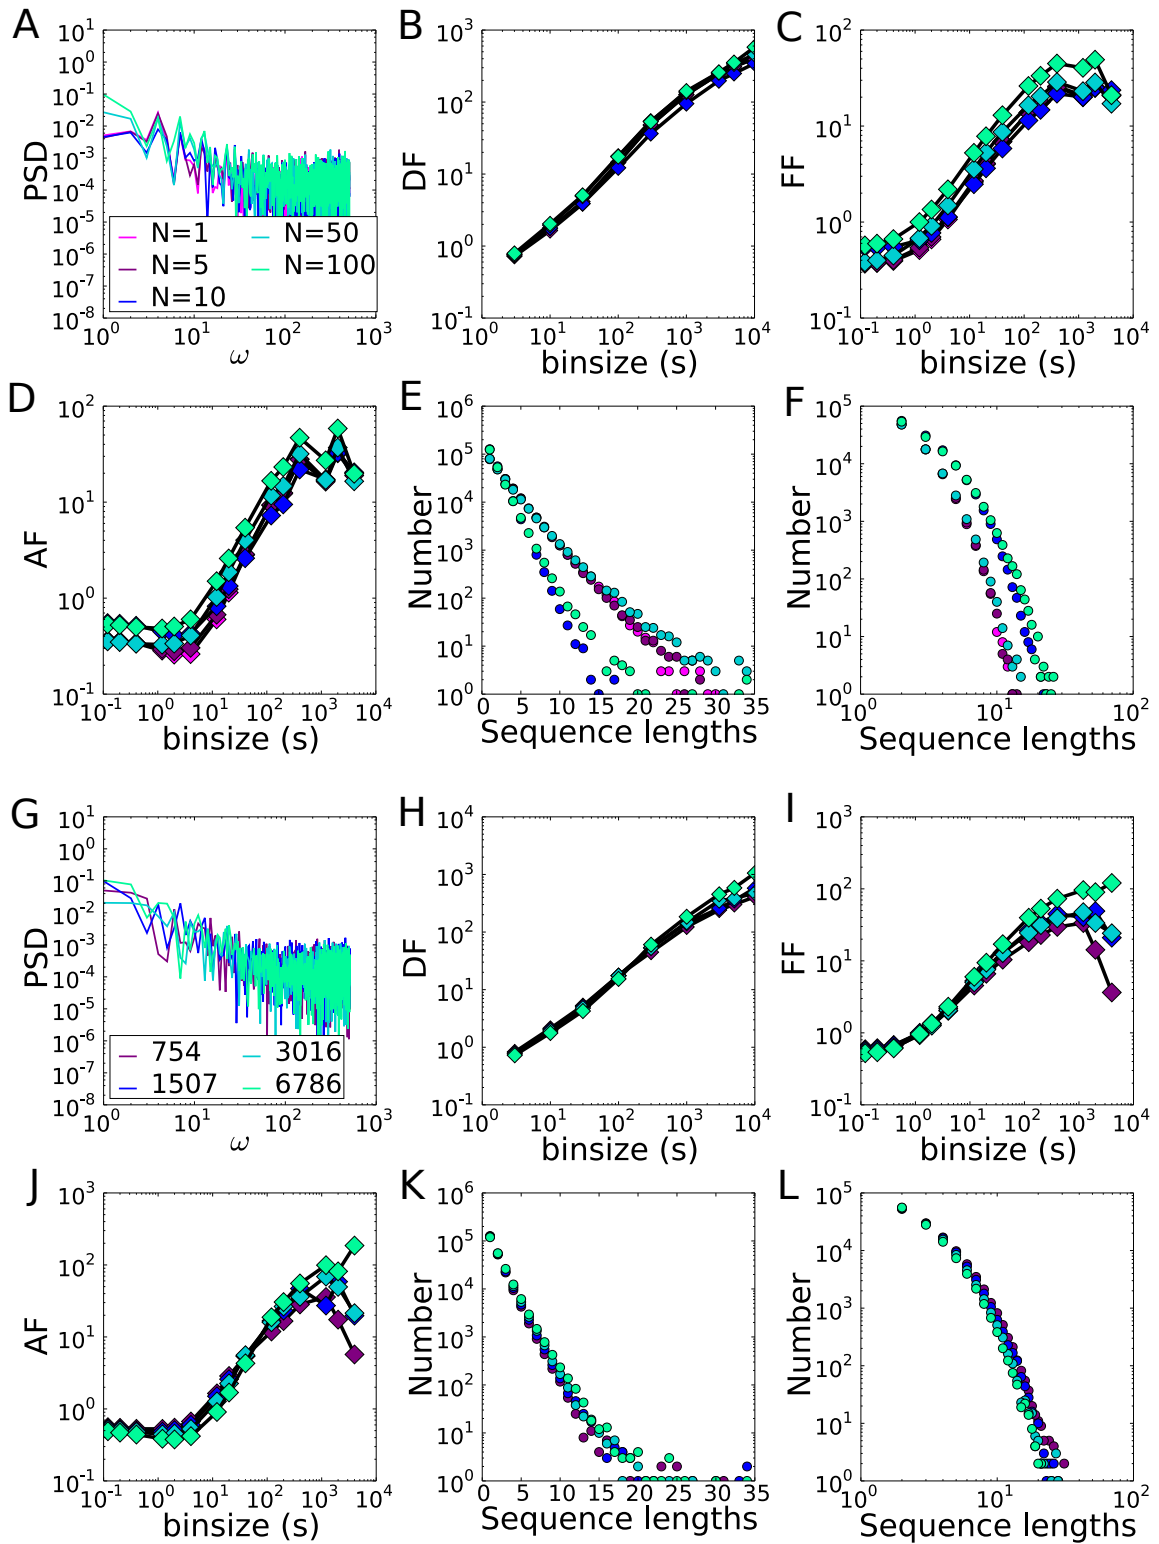 A
PSD
10^1
10^0
10^-1
10^-2
10^-3
10^-4
10^-5
10^-6
10^-7
10^-8
N=1
N=5
N=10
N=50
N=100
10^0 10^1 10^2 10^3
ω
B
DF
10^3
10^2
10^1
10^0
10^-1
10^0 10^1 10^2 10^3 10^4
binsize (s)
C
FF
10^2
10^1
10^0
10^-1
10^-1 10^0 10^1 10^2 10^3 10^4
binsize (s)
D
AF
10^2
10^1
10^0
10^-1
10^-1 10^0 10^1 10^2 10^3 10^4
binsize (s)
E
Number
10^6
10^5
10^4
10^3
10^2
10^1
10^0
0 5 10 15 20 25 30 35
Sequence lengths
F
Number
10^5
10^4
10^3
10^2
10^1
10^0
10^0 10^1 10^2
Sequence lengths
G
PSD
10^1
10^0
10^-1
10^-2
10^-3
10^-4
10^-5
10^-6
10^-7
10^-8
754
1507
3016
6786
10^0 10^1 10^2 10^3
ω
H
DF
10^4
10^3
10^2
10^1
10^0
10^-1
10^0 10^1 10^2 10^3 10^4
binsize (s)
I
FF
10^3
10^2
10^1
10^0
10^-1
10^-1 10^0 10^1 10^2 10^3 10^4
binsize (s)
J
AF
10^3
10^2
10^1
10^0
10^-1
10^-1 10^0 10^1 10^2 10^3 10^4
binsize (s)
K
Number
10^6
10^5
10^4
10^3
10^2
10^1
10^0
0 5 10 15 20 25 30 35
Sequence lengths
L
Number
10^5
10^4
10^3
10^2
10^1
10^0
10^0 10^1 10^2
Sequence lengths